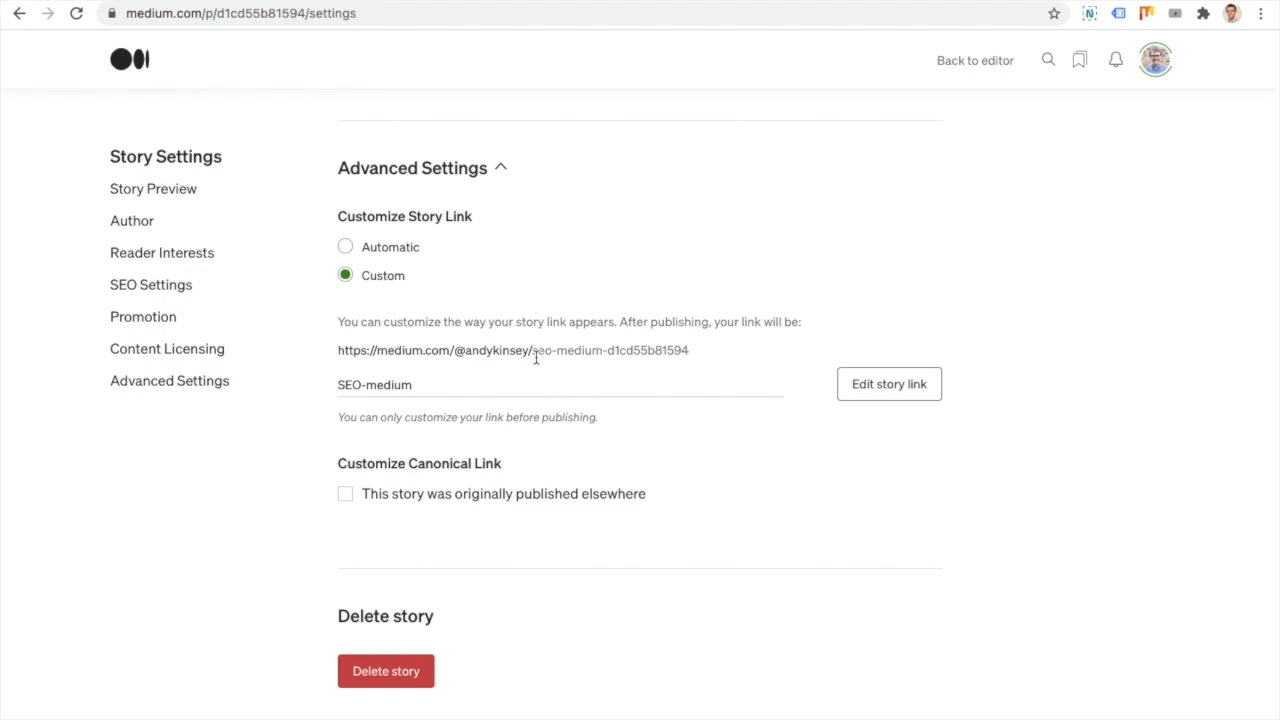 medium.com/p/d1cd55b81594/settings
Back to editor
Story Settings
Story Preview
Author
Reader Interests
SEO Settings
Promotion
Content Licensing
Advanced Settings
Advanced Settings
Customize Story Link
Automatic
Custom
You can customize the way your story link appears. After publishing, your link will be:
https://medium.com/@andykinsey/seo-medium-d1cd55b81594
SEO-medium
Edit story link
You can only customize your link before publishing.
Customize Canonical Link
This story was originally published elsewhere
Delete story
Delete story